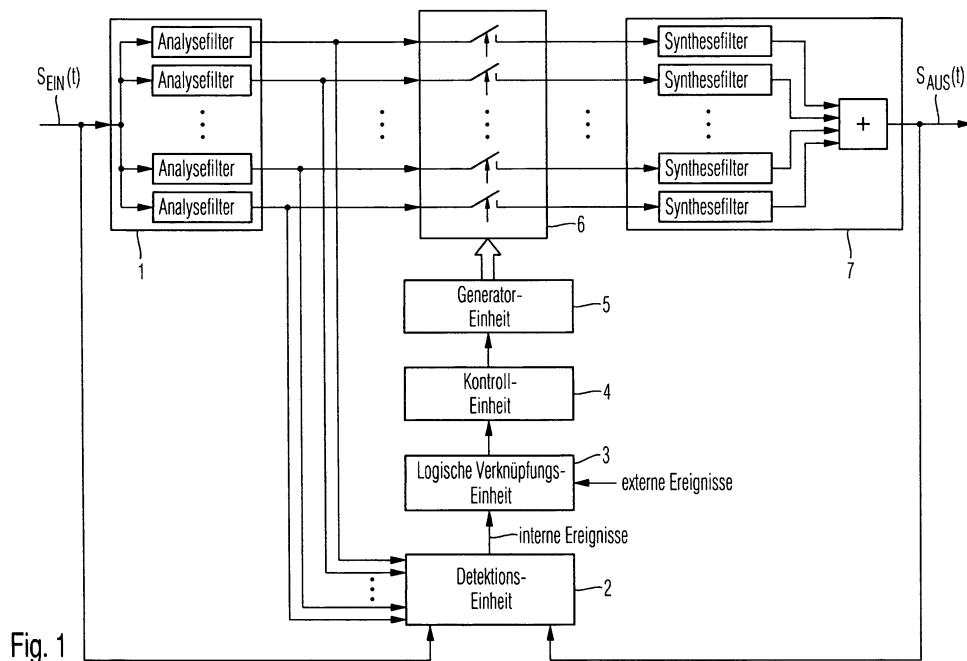 S_EIN(t)
Analysefilter
Analysefilter
Analysefilter
Analysefilter
1
6
Synthesefilter
Synthesefilter
Synthesefilter
Synthesefilter
+
7
S_AUS(t)
Generator-
Einheit
5
Kontroll-
Einheit
4
Logische Verknüpfungs-
Einheit
3
externe Ereignisse
interne Ereignisse
Detektions-
Einheit
2
Fig. 1